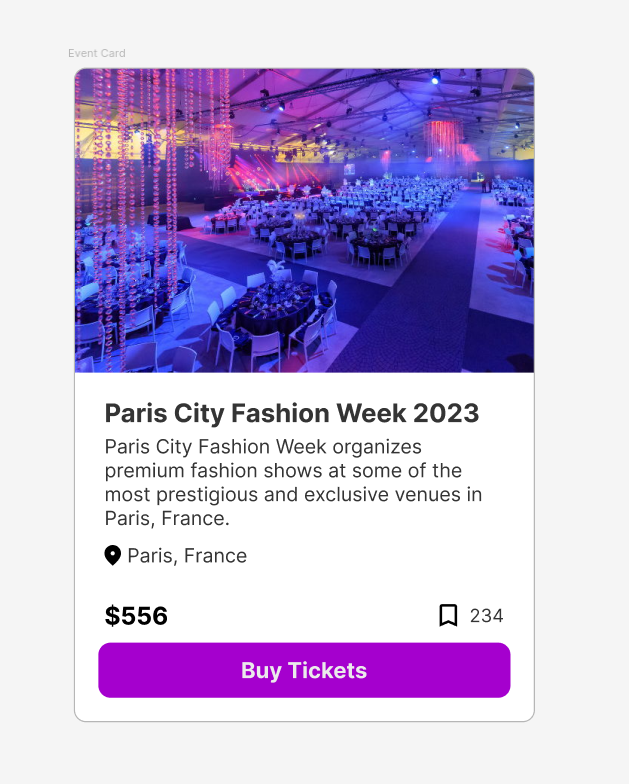 Event Card
Paris City Fashion Week 2023
Paris City Fashion Week organizes
premium fashion shows at some of the
most prestigious and exclusive venues in
Paris, France.
Paris, France
$556
234
Buy Tickets